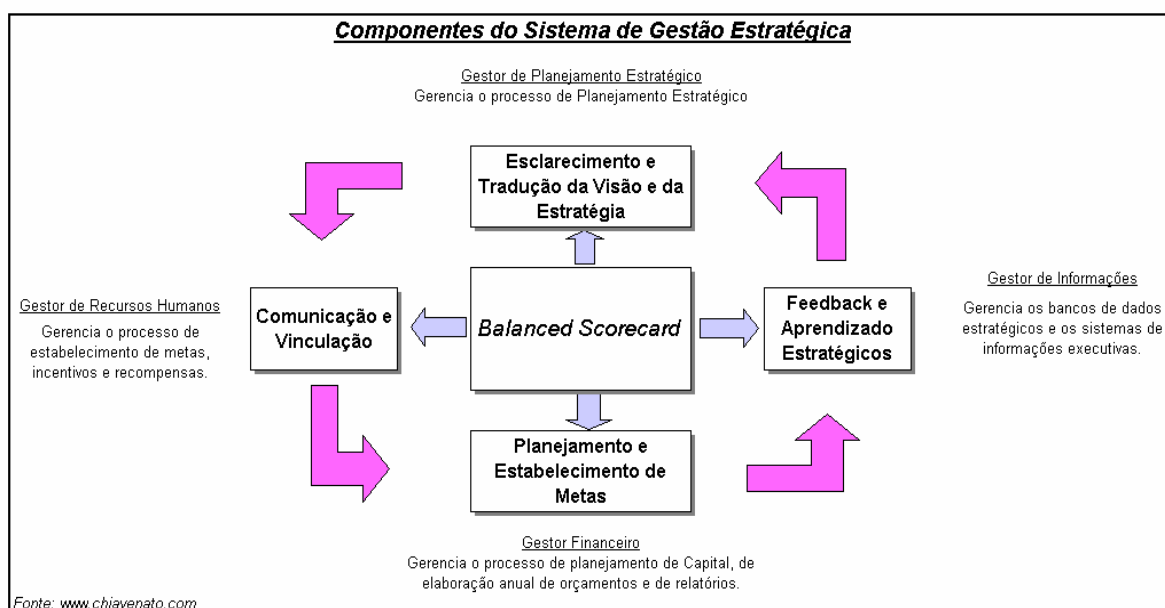 Componentes do Sistema de Gestão Estratégica
Gestor de Planejamento Estratégico
Gerencia o processo de Planejamento Estratégico
Esclarecimento e
Tradução da Visão e da
Estratégia
Gestor de Recursos Humanos
Gerencia o processo de
estabelecimento de metas,
incentivos e recompensas.
Comunicação e
Vinculação
Balanced Scorecard
Feedback e
Aprendizado
Estratégicos
Gestor de Informações
Gerencia os bancos de dados
estratégicos e os sistemas de
informações executivas.
Planejamento e
Estabelecimento de
Metas
Gestor Financeiro
Gerencia o processo de planejamento de Capital, de
elaboração anual de orçamentos e de relatórios.
Fonte: www.chiavenato.com